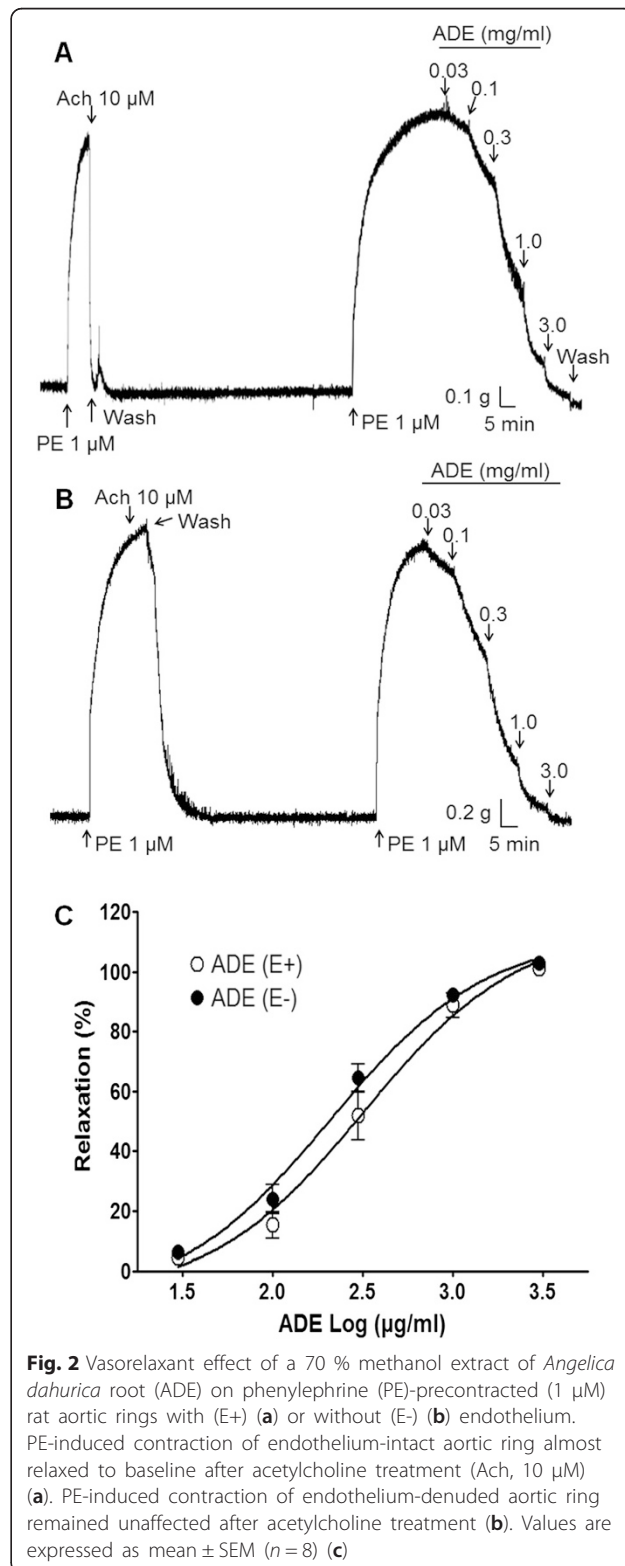 A
ADE (mg/ml)
0.03
0.1
Ach 10 µM
0.3
1.0
3.0
Wash
Wash
0.1 g
5 min
PE 1 µM
PE 1 µM
B
ADE (mg/ml)
Ach 10 µM
Wash
0.03
0.1
0.3
1.0
3.0
0.2 g
5 min
PE 1 µM
PE 1 µM
C
120
100
80
60
40
20
0
Relaxation (%)
ADE (E+)
ADE (E-)
1.5 2.0 2.5 3.0 3.5
ADE Log (µg/ml)
Fig. 2 Vasorelaxant effect of a 70 % methanol extract of Angelica
dahurica root (ADE) on phenylephrine (PE)-precontracted (1 µM)
rat aortic rings with (E+) (a) or without (E-) (b) endothelium.
PE-induced contraction of endothelium-intact aortic ring almost
relaxed to baseline after acetylcholine treatment (Ach, 10 µM)
(a). PE-induced contraction of endothelium-denuded aortic ring
remained unaffected after acetylcholine treatment (b). Values are
expressed as mean ± SEM (n = 8) (c)